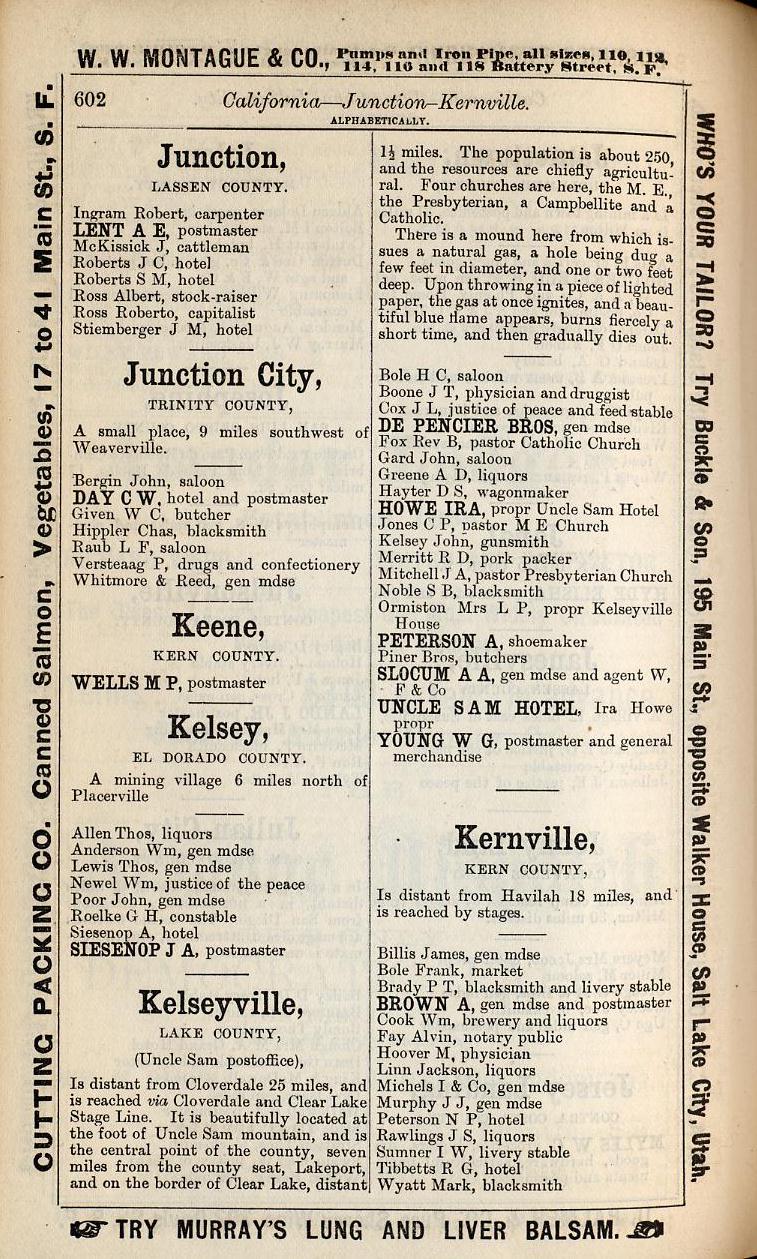 W. W. MONTAGUE & CO., Pumps and Iron Pipe, all sizes, 110, 112,
114, 116 and 118 Battery Street, S. F.
602
California—Junction–Kernville.
ALPHABETICALLY.
Junction,
LASSEN COUNTY.
Ingram Robert, carpenter
LENT A E, postmaster
McKissick J, cattleman
Roberts J C, hotel
Roberts S M, hotel
Ross Albert, stock-raiser
Ross Roberto, capitalist
Stiemberger J M, hotel
Junction City,
TRINITY COUNTY,
A small place, 9 miles southwest of
Weaverville.
Bergin John, saloon
DAY C W, hotel and postmaster
Given W C, butcher
Hippler Chas, blacksmith
Raub L F, saloon
Versteaag P, drugs and confectionery
Whitmore & Reed, gen mdse
Keene,
KERN COUNTY.
WELLS M P, postmaster
Kelsey,
EL DORADO COUNTY.
A mining village 6 miles north of
Placerville
Allen Thos, liquors
Anderson Wm, gen mdse
Lewis Thos, gen mdse
Newel Wm, justice of the peace
Poor John, gen mdse
Roelke G H, constable
Siesenop A, hotel
SIESENOP J A, postmaster
Kelseyville,
LAKE COUNTY,
(Uncle Sam postoffice),
Is distant from Cloverdale 25 miles, and
is reached via Cloverdale and Clear Lake
Stage Line. It is beautifully located at
the foot of Uncle Sam mountain, and is
the central point of the county, seven
miles from the county seat, Lakeport,
and on the border of Clear Lake, distant
1½ miles. The population is about 250,
and the resources are chiefly agricultu-
ral. Four churches are here, the M. E.,
the Presbyterian, a Campbellite and a
Catholic.
There is a mound here from which is-
sues a natural gas, a hole being dug a
few feet in diameter, and one or two feet
deep. Upon throwing in a piece of lighted
paper, the gas at once ignites, and a beau-
tiful blue flame appears, burns fiercely a
short time, and then gradually dies out.
Bole H C, saloon
Boone J T, physician and druggist
Cox J L, justice of peace and feed stable
DE PENCIER BROS, gen mdse
Fox Rev B, pastor Catholic Church
Gard John, saloon
Greene A D, liquors
Hayter D S, wagonmaker
HOWE IRA, propr Uncle Sam Hotel
Jones C P, pastor M E Church
Kelsey John, gunsmith
Merritt R D, pork packer
Mitchell J A, pastor Presbyterian Church
Noble S B, blacksmith
Ormiston Mrs L P, propr Kelseyville
House
PETERSON A, shoemaker
Piner Bros, butchers
SLOCUM A A, gen mdse and agent W,
F & Co
UNCLE SAM HOTEL, Ira Howe
propr
YOUNG W G, postmaster and general
merchandise
Kernville,
KERN COUNTY,
Is distant from Havilah 18 miles, and
is reached by stages.
Billis James, gen mdse
Bole Frank, market
Brady P T, blacksmith and livery stable
BROWN A, gen mdse and postmaster
Cook Wm, brewery and liquors
Fay Alvin, notary public
Hoover M, physician
Linn Jackson, liquors
Michels I & Co, gen mdse
Murphy J J, gen mdse
Peterson N P, hotel
Rawlings J S, liquors
Sumner I W, livery stable
Tibbetts R G, hotel
Wyatt Mark, blacksmith
CUTTING PACKING CO. Canned Salmon, Vegetables, 17 to 41 Main St., S. F.
WHO'S YOUR TAILOR? Try Buckle & Son, 195 Main St., opposite Walker House, Salt Lake City, Utah.
TRY MURRAY'S LUNG AND LIVER BALSAM.